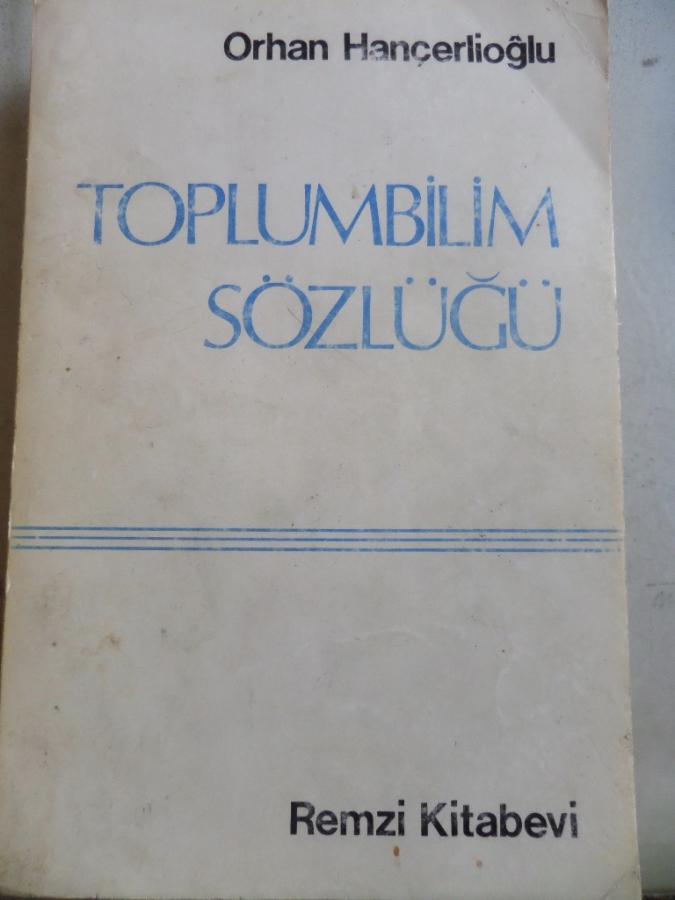 Orhan Hançerlioğlu
TOPLUMBİLİM
SÖZLÜĞÜ
Remzi Kitabevi